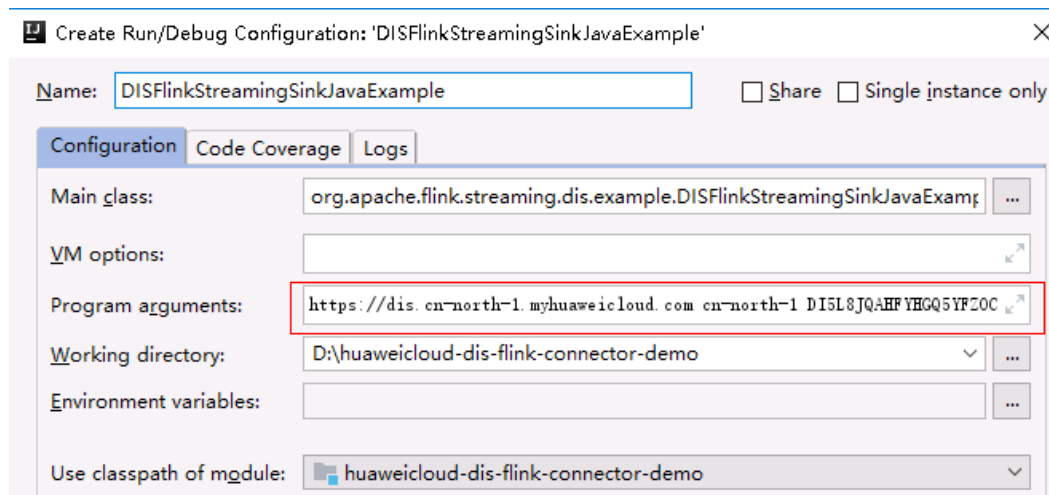 Create Run/Debug Configuration: 'DISFlinkStreamingSinkJavaExample'
Name: DISFlinkStreamingSinkJavaExample Share Single instance only
Configuration Code Coverage Logs
Main class: org.apache.flink.streaming.dis.example.DISFlinkStreamingSinkJavaExamp ...
VM options:
Program arguments: https://dis.cn-north-1.myhuaweicloud.com cn-north-1 DI5L8JQAHFYHGQ5YFZOC
Working directory: D:\huaweicloud-dis-flink-connector-demo ...
Environment variables: ...
Use classpath of module: huaweicloud-dis-flink-connector-demo